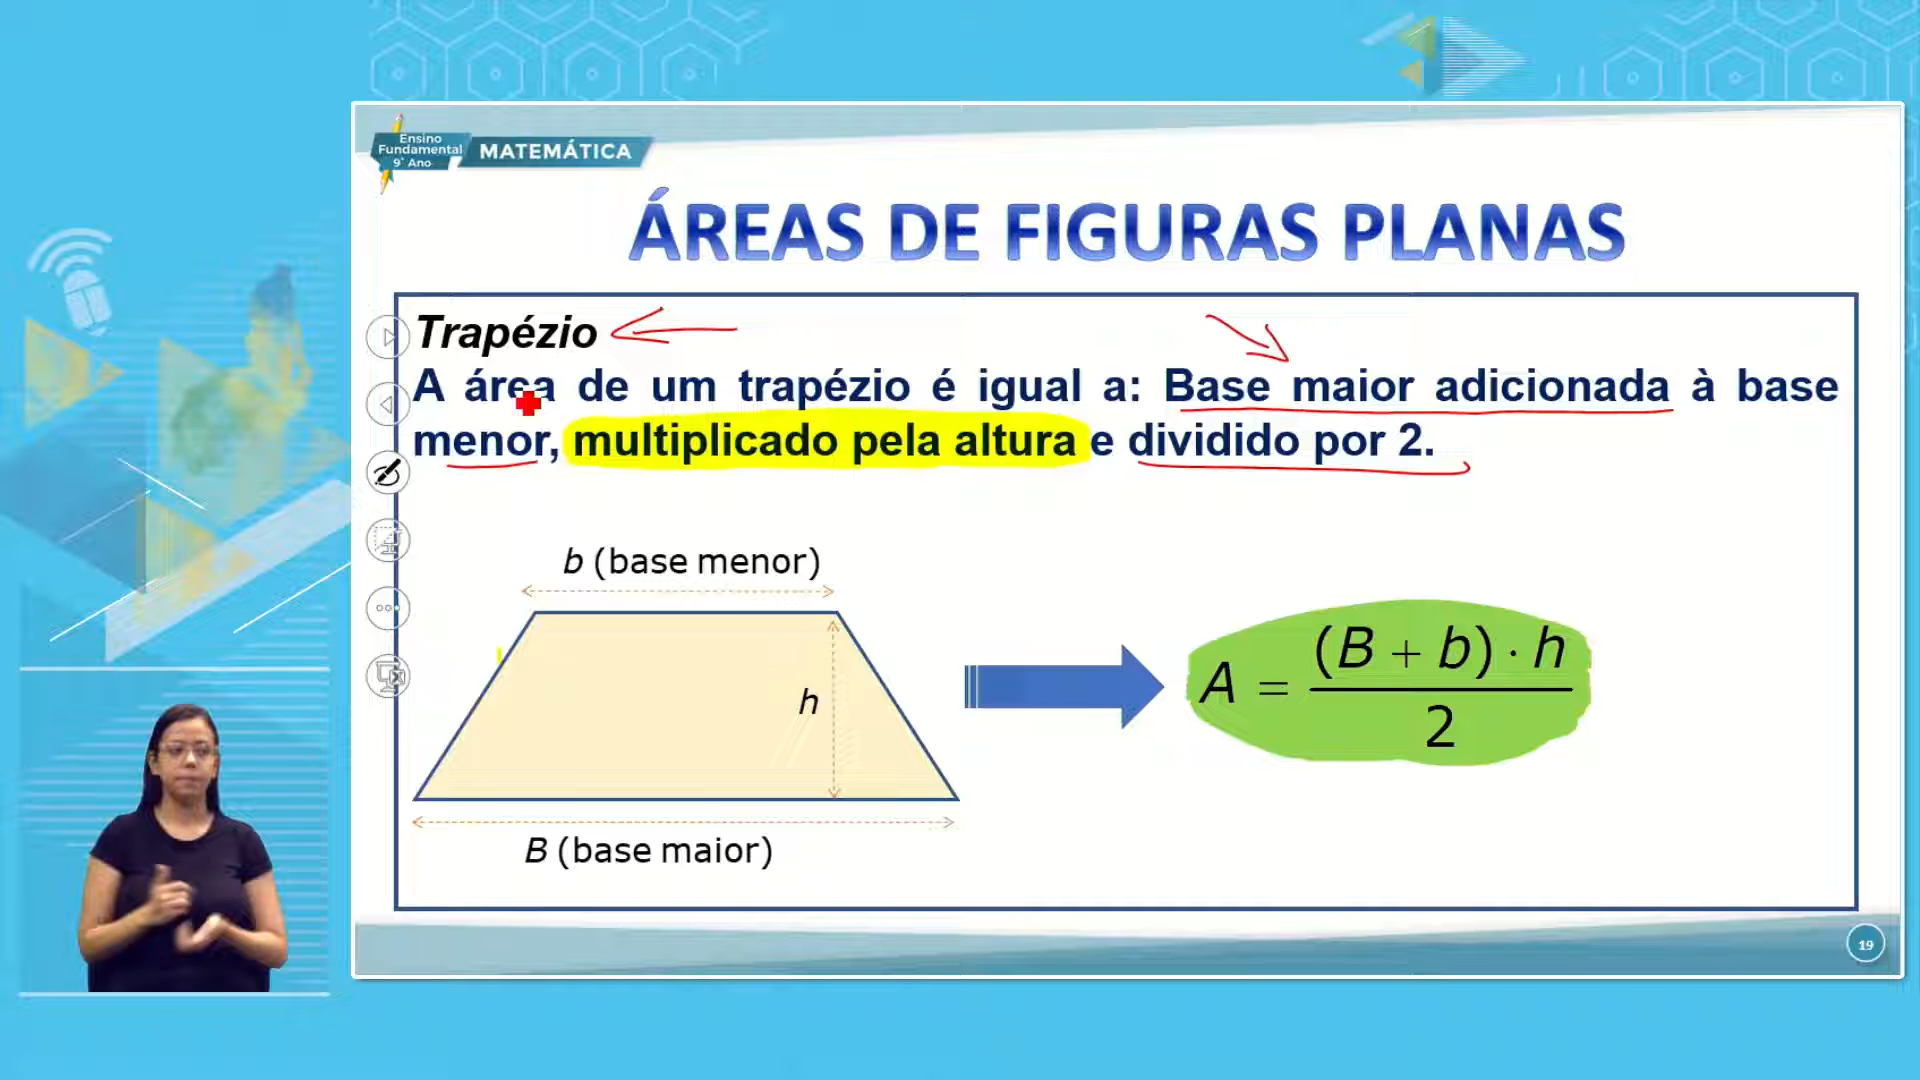 Ensino
Fundamental
9° Ano
MATEMÁTICA
ÁREAS DE FIGURAS PLANAS
Trapézio
A área de um trapézio é igual a: Base maior adicionada à base
menor, multiplicado pela altura e dividido por 2.
b (base menor)
h
B (base maior)
A = (B + b) · h / 2
19